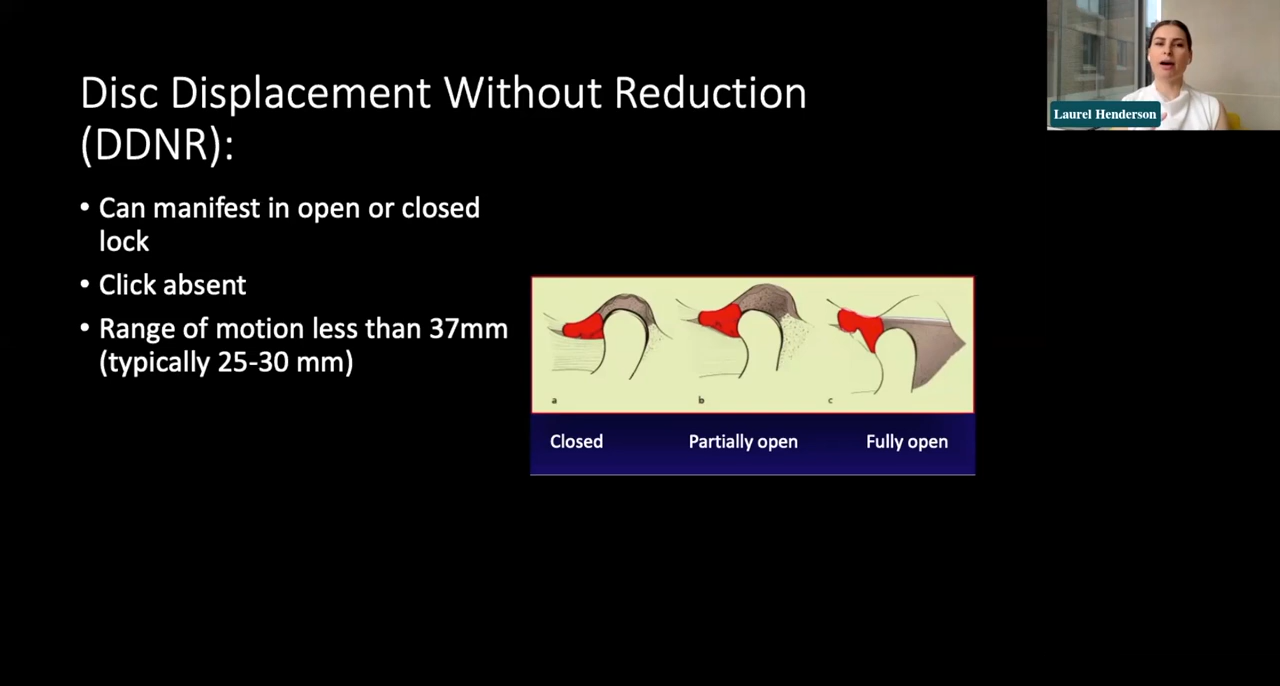 Disc Displacement Without Reduction
(DDNR):
Laurel Henderson
• Can manifest in open or closed
lock
• Click absent
• Range of motion less than 37mm
(typically 25-30 mm)
a
b
c
Closed
Partially open
Fully open